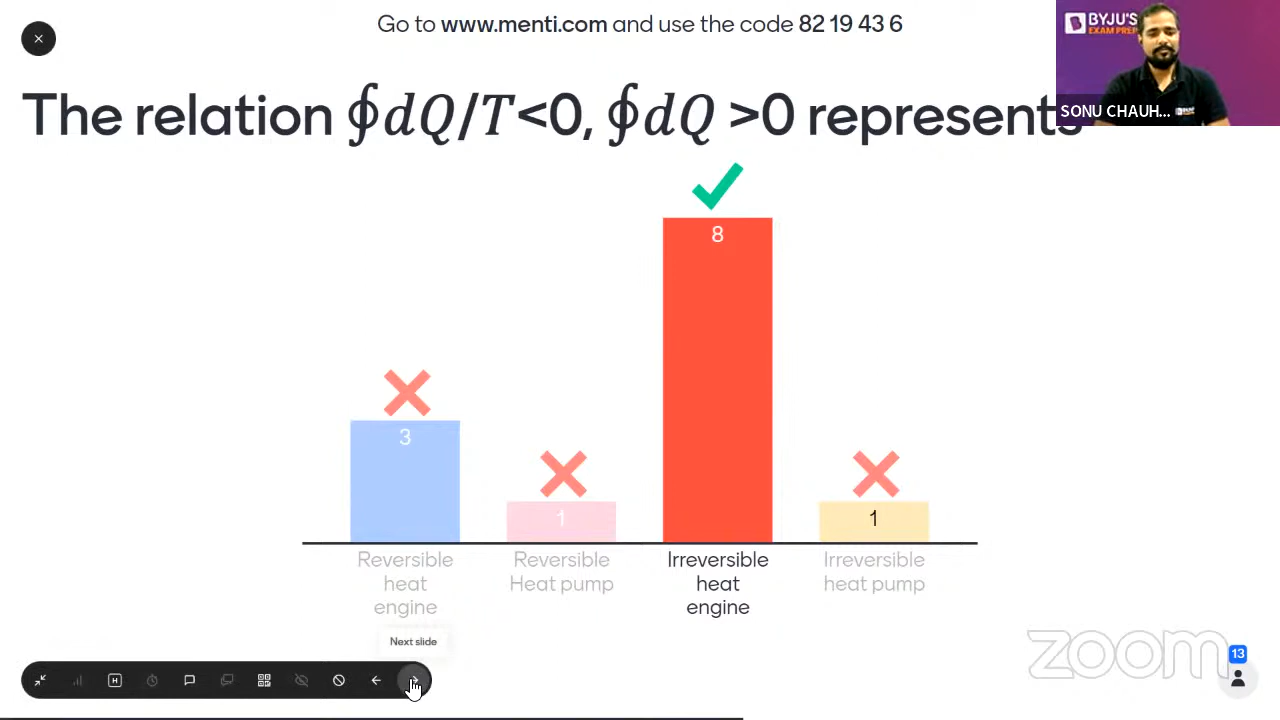 Go to www.menti.com and use the code 82 19 43 6
BYJU'S
EXAM PREP
SONU CHAUH...
The relation ∮dQ/T<0, ∮dQ >0 represents
8
3
1
1
Reversible heat engine
Reversible Heat pump
Irreversible heat engine
Irreversible heat pump
Next slide
H
zoom
13